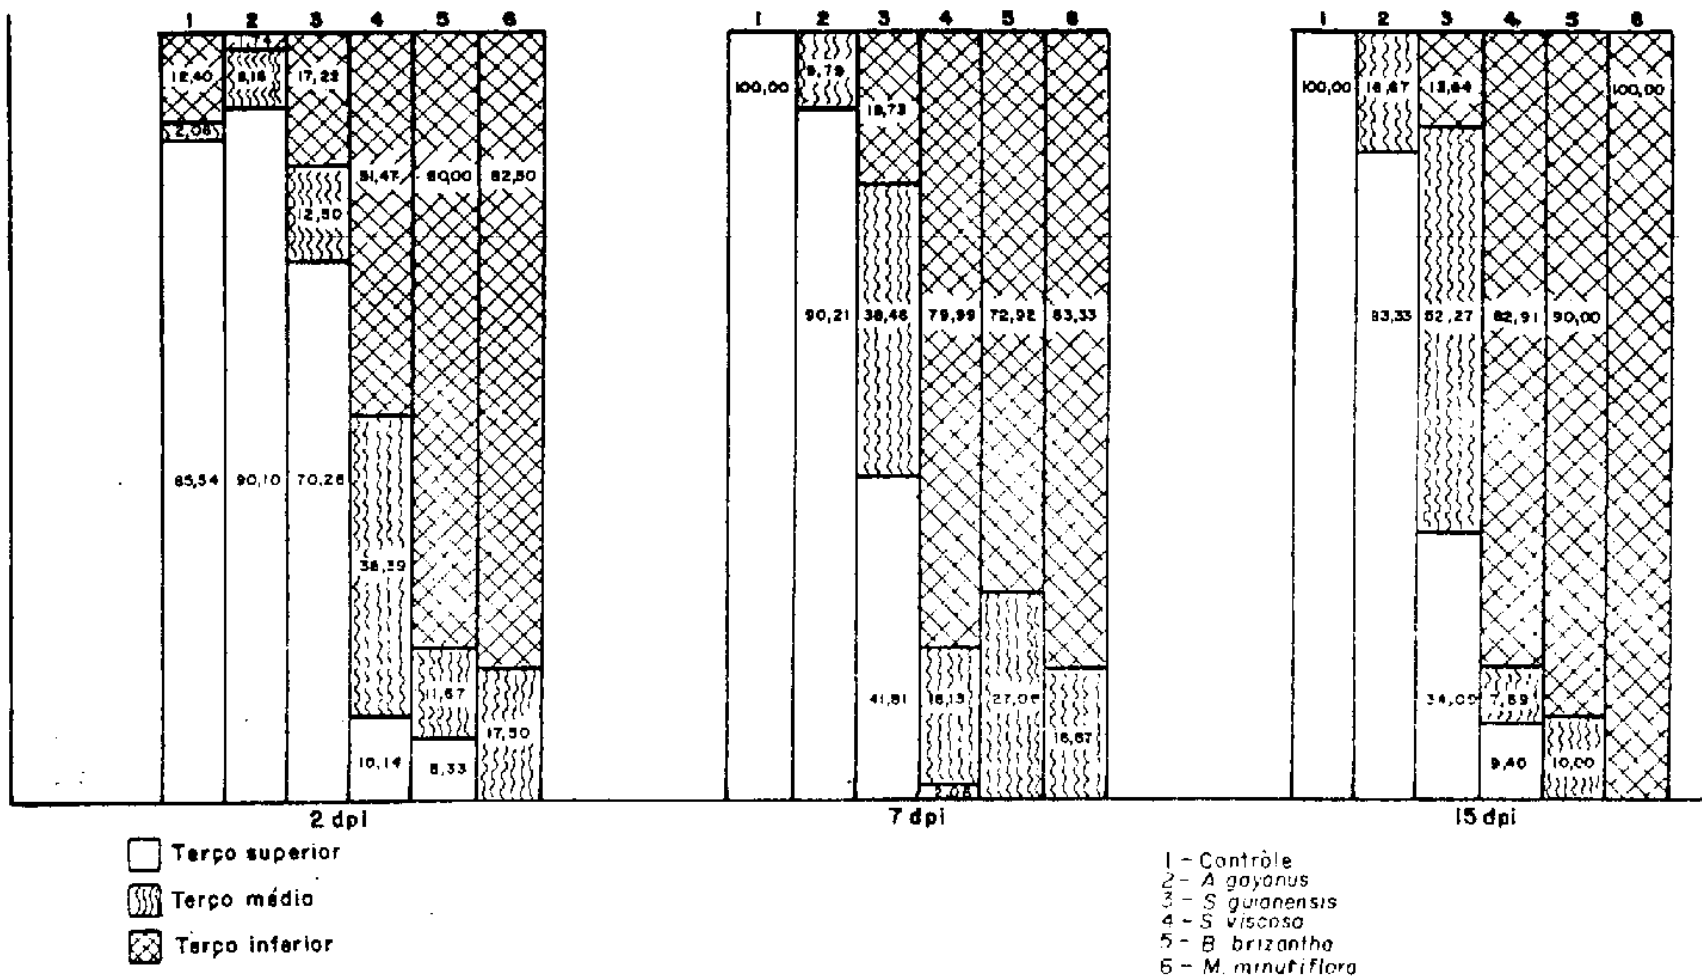 1 2 3 4 5 6
12,40 2,08 85,54
1,74 8,16 90,10
17,22 12,50 70,28
51,47 38,39 10,14
80,00 11,67 8,33
82,50 17,50
2 dpi
1 2 3 4 5 6
100,00
9,79 90,21
19,73 38,46 41,81
79,99 18,13 2,08
72,92 27,08
83,33 16,67
7 dpi
1 2 3 4 5 6
100,00
16,67 83,33
13,64 52,27 34,09
82,91 7,69 9,40
90,00 10,00
100,00
15 dpi
Terço superior
Terço médio
Terço inferior
1 - Contrôle
2 - A gayanus
3 - S guianensis
4 - S viscosa
5 - B brizantha
6 - M. minutiflora